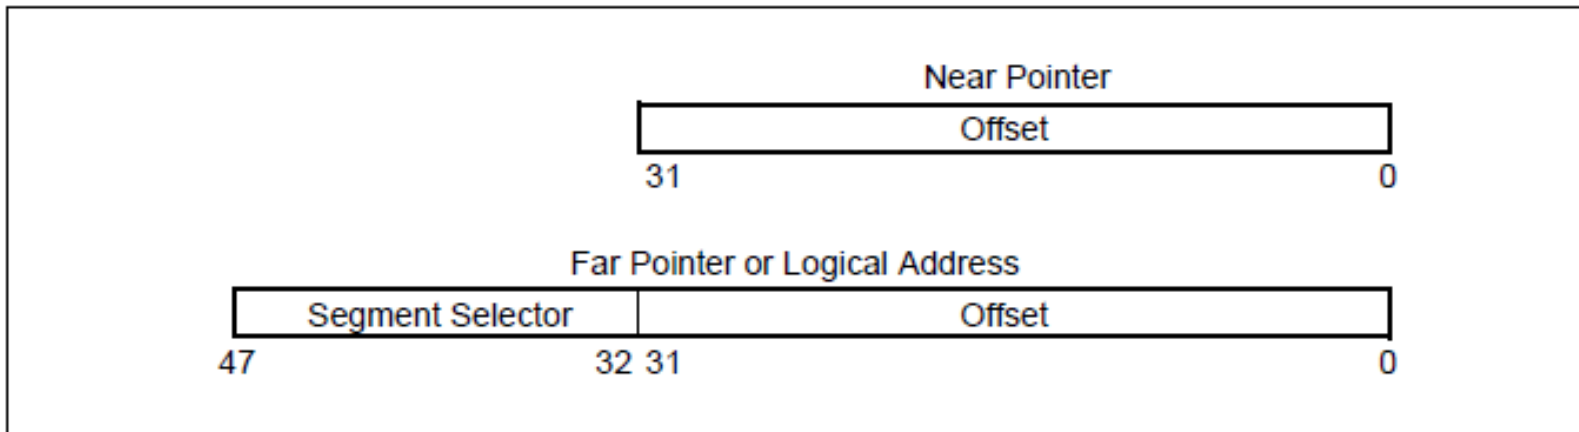 Near Pointer
Offset
31 0
Far Pointer or Logical Address
Segment Selector Offset
47 32 31 0